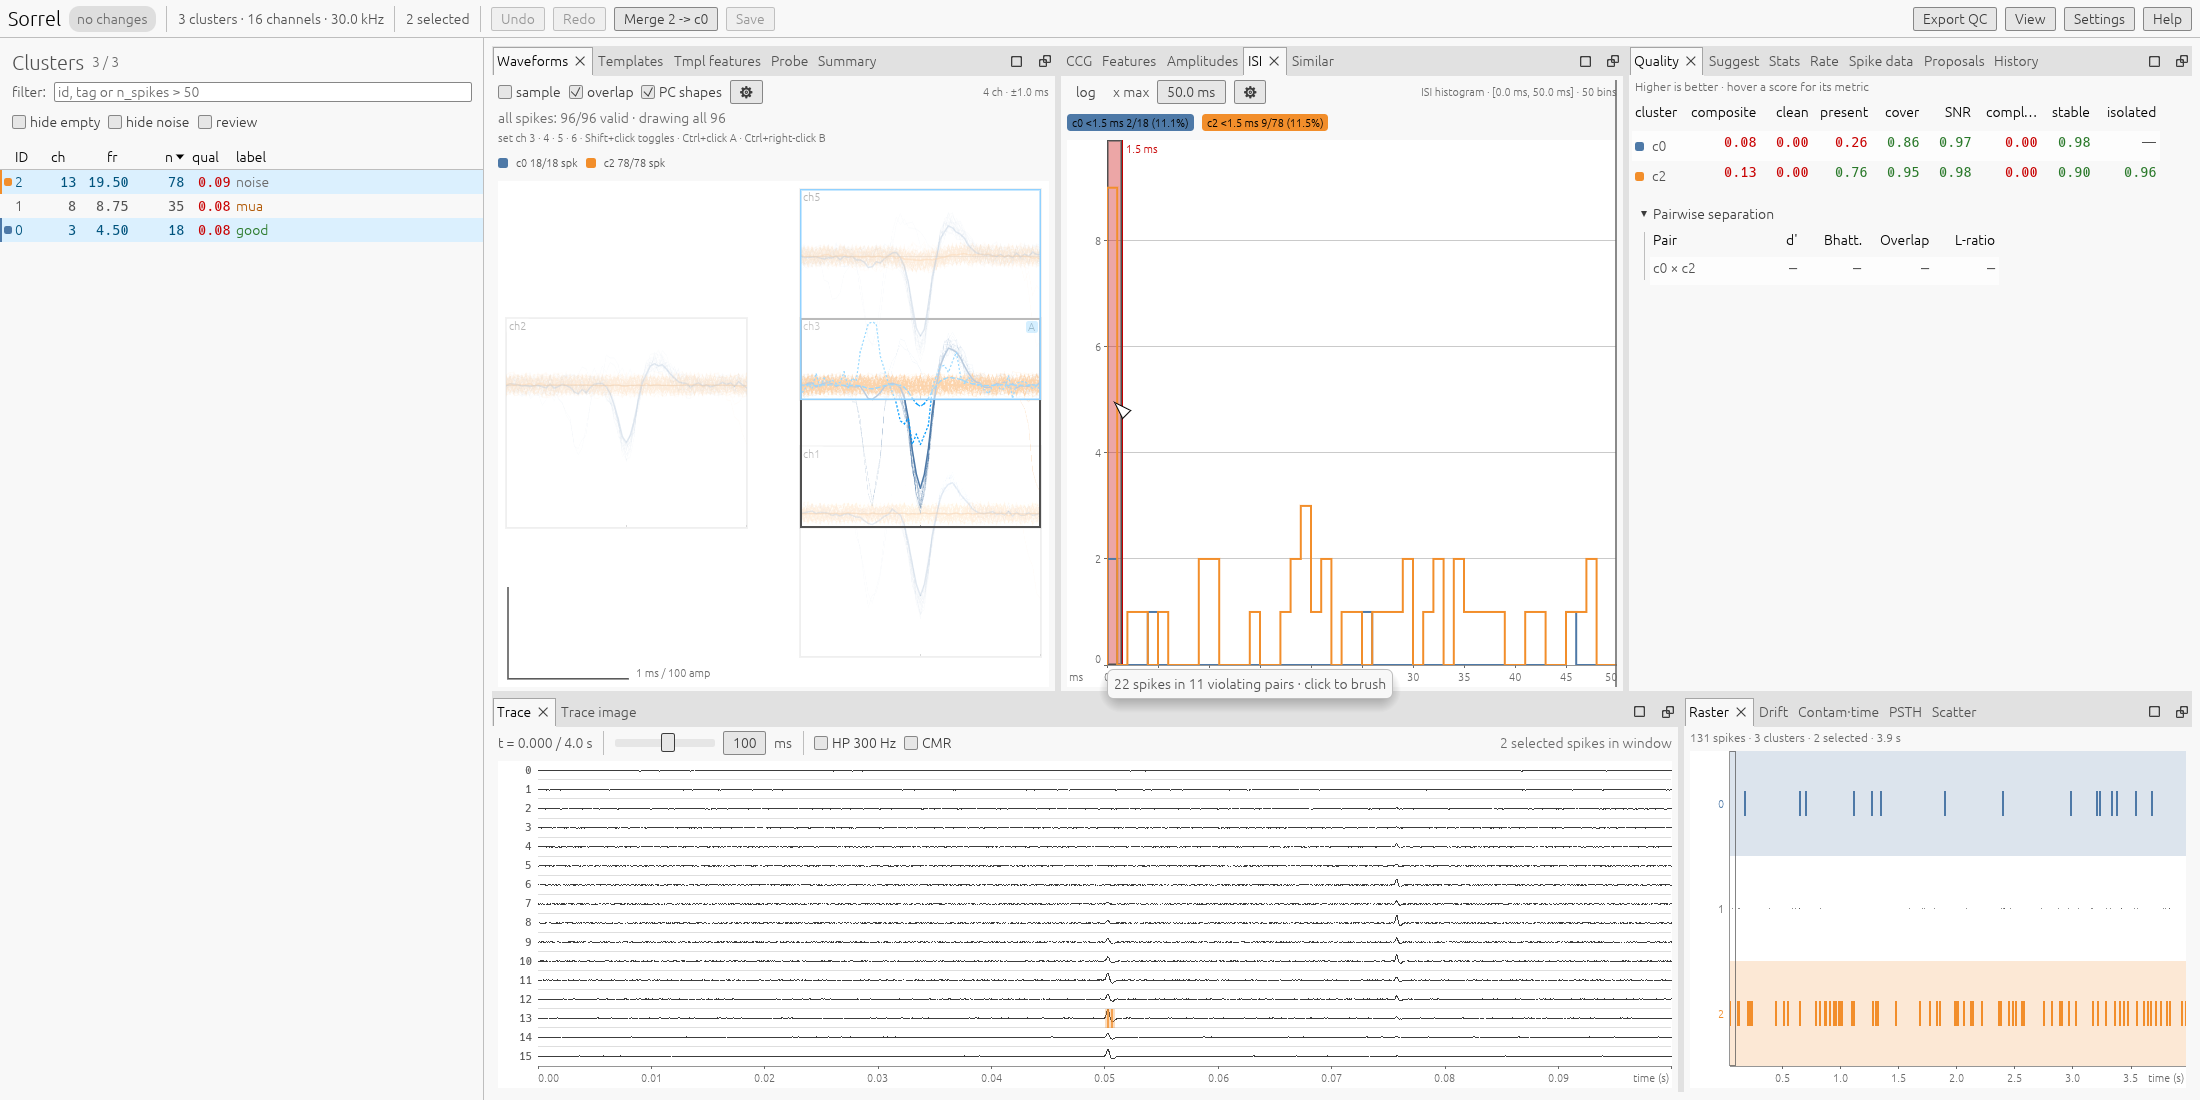 Sorrel no changes 3 clusters · 16 channels · 30.0 kHz 2 selected Undo Redo Merge 2 -> c0 Save Export QC View Settings Help
Clusters 3 / 3
filter: id, tag or n_spikes > 50
hide empty hide noise review
ID ch fr n▼ qual label
2 13 19.50 78 0.09 noise
1 8 8.75 35 0.08 mua
0 3 4.50 18 0.08 good
Waveforms Templates Tmpl features Probe Summary
sample overlap PC shapes 4 ch · ±1.0 ms
all spikes: 96/96 valid · drawing all 96
set ch 3 · 4 · 5 · 6 · Shift+click toggles · Ctrl+click A · Ctrl+right-click B
c0 18/18 spk c2 78/78 spk
ch5
ch2
ch3 A
ch1
1 ms / 100 amp
CCG Features Amplitudes ISI Similar
log x max 50.0 ms ISI histogram · [0.0 ms, 50.0 ms] · 50 bins
c0 <1.5 ms 2/18 (11.1%) c2 <1.5 ms 9/78 (11.5%)
1.5 ms
8
6
4
2
0
ms 30 35 40 45 50
22 spikes in 11 violating pairs · click to brush
Quality Suggest Stats Rate Spike data Proposals History
Higher is better · hover a score for its metric
cluster composite clean present cover SNR compl... stable isolated
c0 0.08 0.00 0.26 0.86 0.97 0.00 0.98 —
c2 0.13 0.00 0.76 0.95 0.98 0.00 0.90 0.96
▼ Pairwise separation
Pair d' Bhatt. Overlap L-ratio
c0 × c2 – – – –
Trace Trace image
t = 0.000 / 4.0 s 100 ms HP 300 Hz CMR 2 selected spikes in window
0
1
2
3
4
5
6
7
8
9
10
11
12
13
14
15
0.00 0.01 0.02 0.03 0.04 0.05 0.06 0.07 0.08 0.09 time (s)
Raster Drift Contam·time PSTH Scatter
131 spikes · 3 clusters · 2 selected · 3.9 s
0
1
2
0.5 1.0 1.5 2.0 2.5 3.0 3.5 time (s)